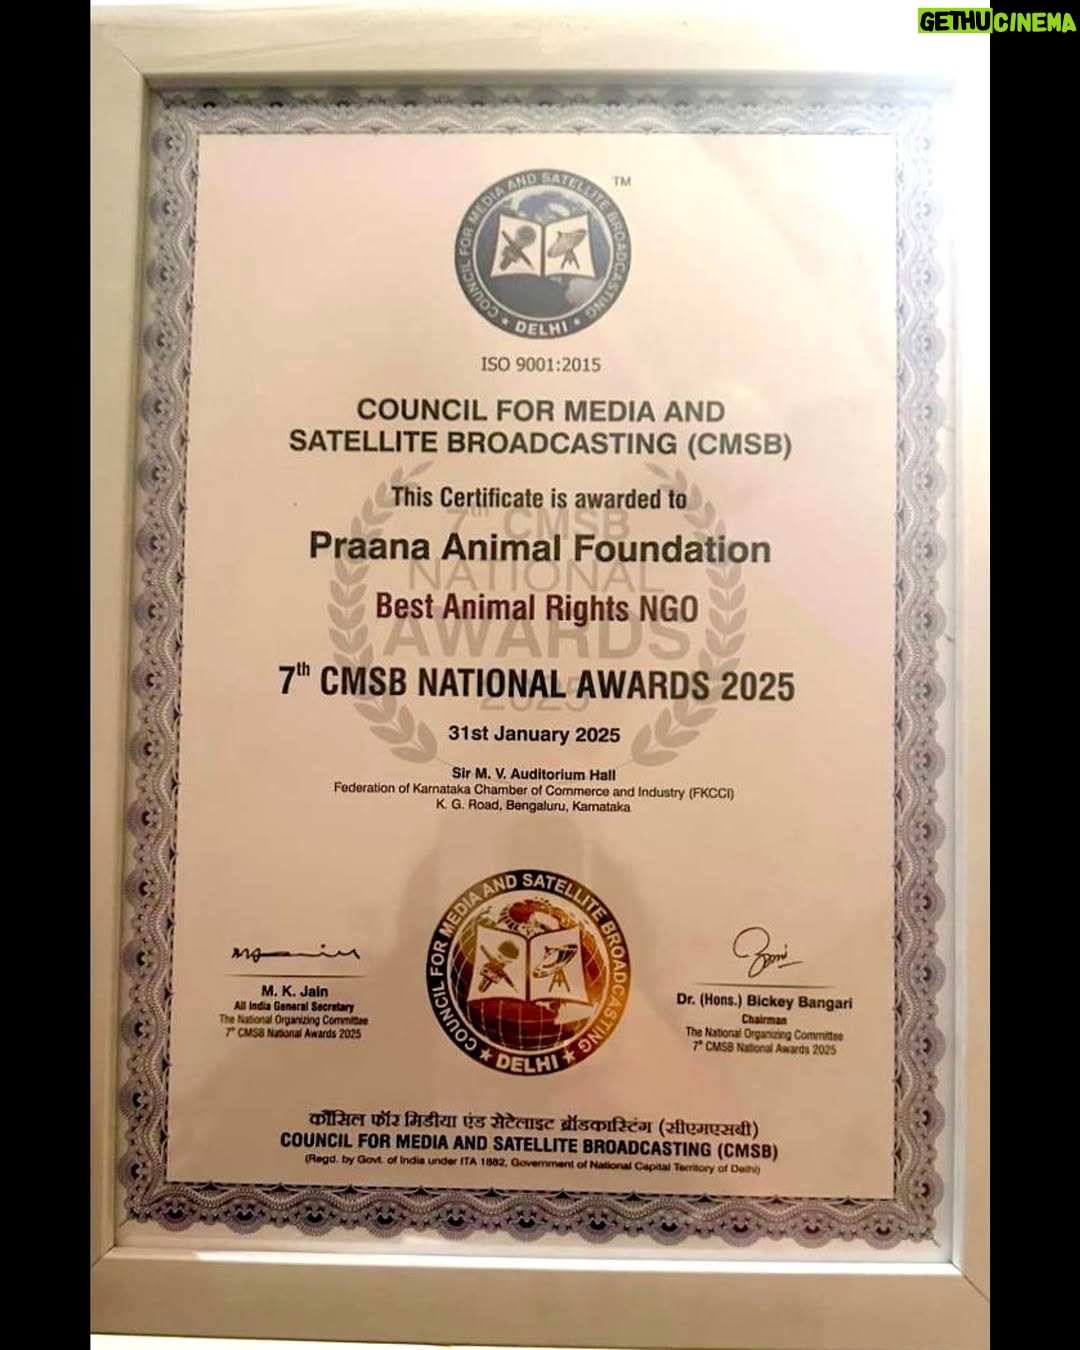 GETHUCINEMA
COUNCIL FOR MEDIA AND SATELLITE BROADCASTING
★ DELHI ★
TM
ISO 9001:2015
COUNCIL FOR MEDIA AND
SATELLITE BROADCASTING (CMSB)
This Certificate is awarded to
7th CMSB
Praana Animal Foundation
NATIONAL
Best Animal Rights NGO
AWARDS
7th CMSB NATIONAL AWARDS 2025
2025
31st January 2025
Sir M. V. Auditorium Hall
Federation of Karnataka Chamber of Commerce and Industry (FKCCI)
K. G. Road, Bengaluru, Karnataka
COUNCIL FOR MEDIA AND SATELLITE BROADCASTING
★ DELHI ★
M. K. Jain
All India General Secretary
The National Organizing Committee
7th CMSB National Awards 2025
Dr. (Hons.) Bickey Bangari
Chairman
The National Organizing Committee
7th CMSB National Awards 2025
कौंसिल फॉर मिडीया एंड सेटेलाइट ब्रॉडकास्टिंग (सीएमएसबी)
COUNCIL FOR MEDIA AND SATELLITE BROADCASTING (CMSB)
(Regd. by Govt. of India under ITA 1882, Government of National Capital Territory of Delhi)